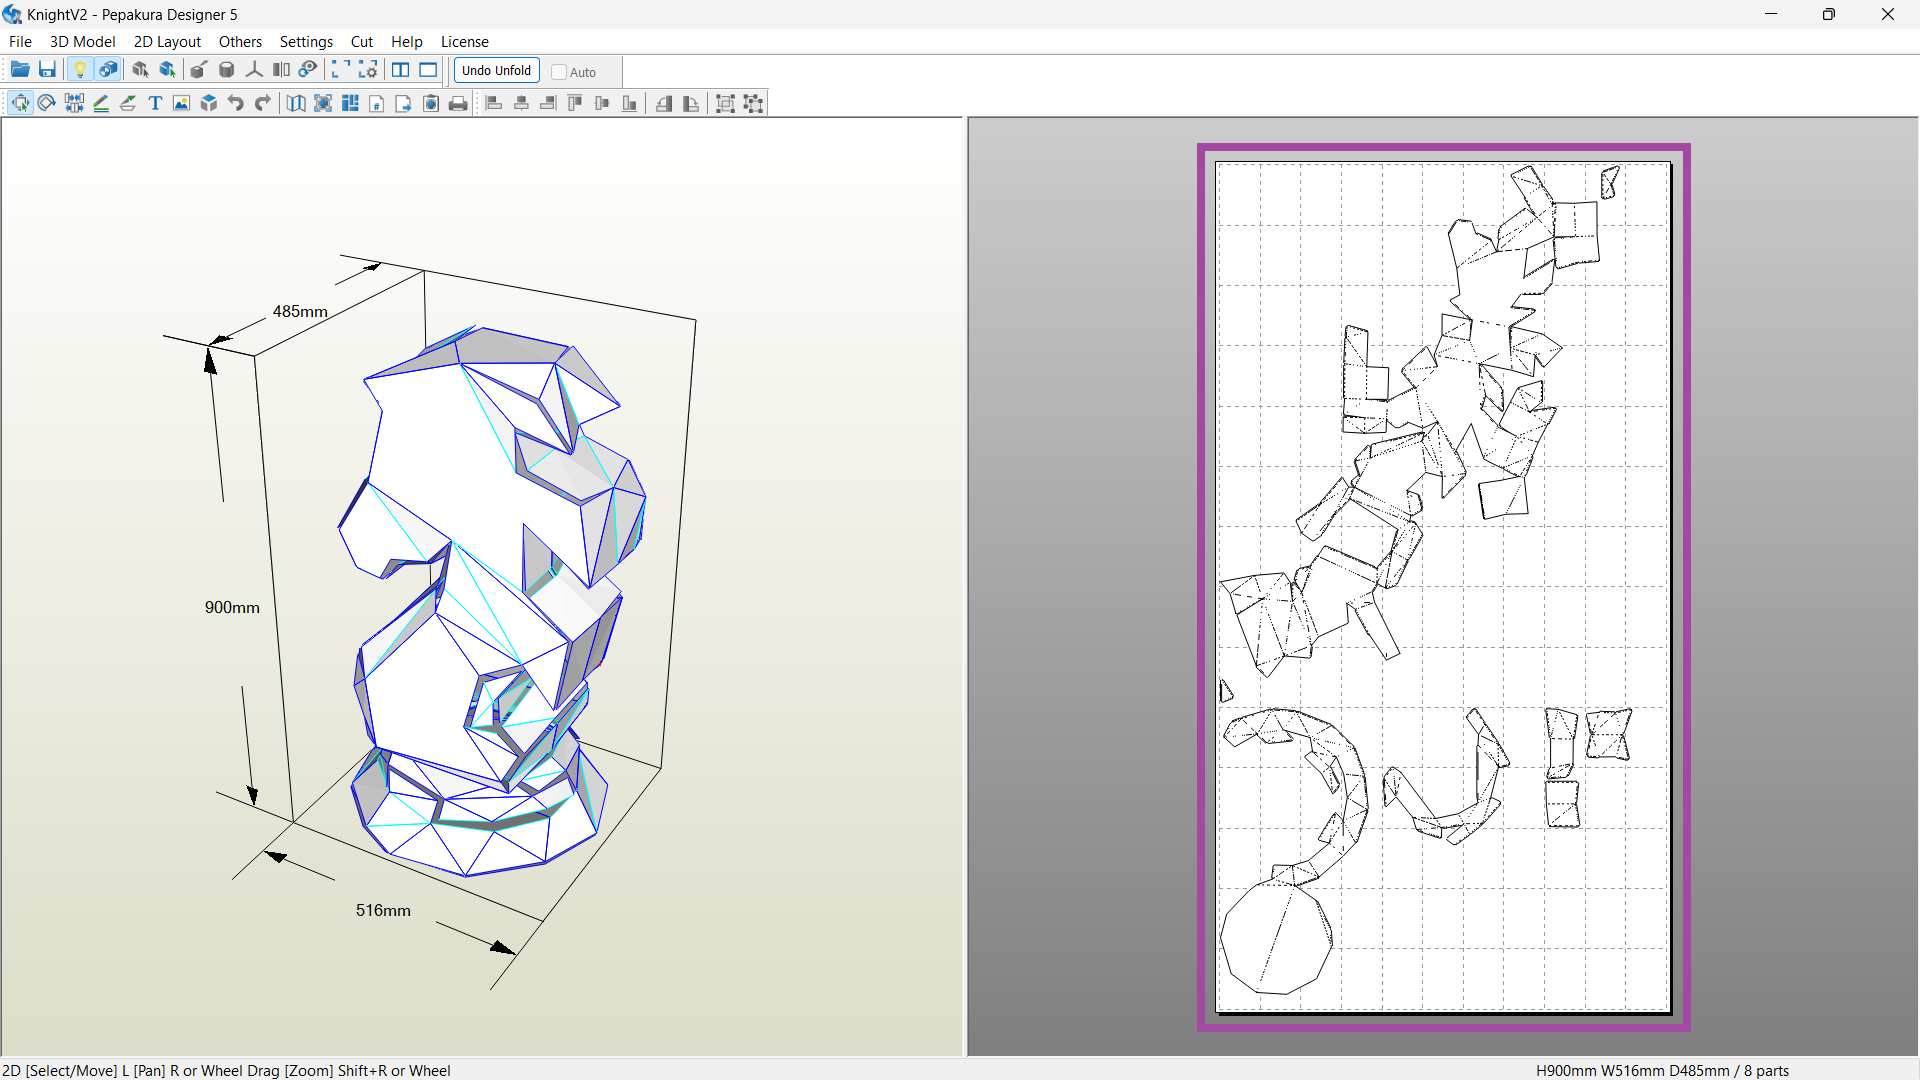 KnightV2 - Pepakura Designer 5
File 3D Model 2D Layout Others Settings Cut Help License
Undo Unfold Auto
485mm
900mm
516mm
2D [Select/Move] L [Pan] R or Wheel Drag [Zoom] Shift+R or Wheel
H900mm W516mm D485mm / 8 parts